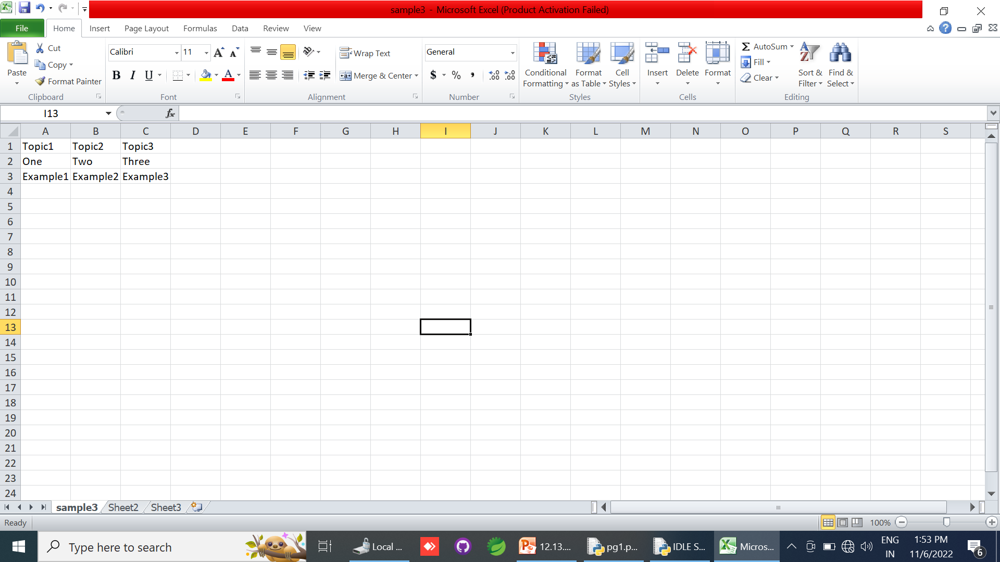 sample3 - Microsoft Excel (Product Activation Failed)
File Home Insert Page Layout Formulas Data Review View
Paste
Cut
Copy
Format Painter
Clipboard
Calibri 11
B I U A
Font
Wrap Text
Merge & Center
Alignment
General
$ % ,
Number
Conditional Formatting
Format as Table
Cell Styles
Styles
Insert Delete Format
Cells
Σ AutoSum
Fill
Clear
Sort & Filter
Find & Select
Editing
I13 fx
A B C D E F G H I J K L M N O P Q R S
1 Topic1 Topic2 Topic3
2 One Two Three
3 Example1 Example2 Example3
4
5
6
7
8
9
10
11
12
13
14
15
16
17
18
19
20
21
22
23
24
sample3 Sheet2 Sheet3
Ready 100%
Type here to search
Local ... 12.13.... pg1.p... IDLE S... Micros...
ENG IN
1:53 PM
11/6/2022
6